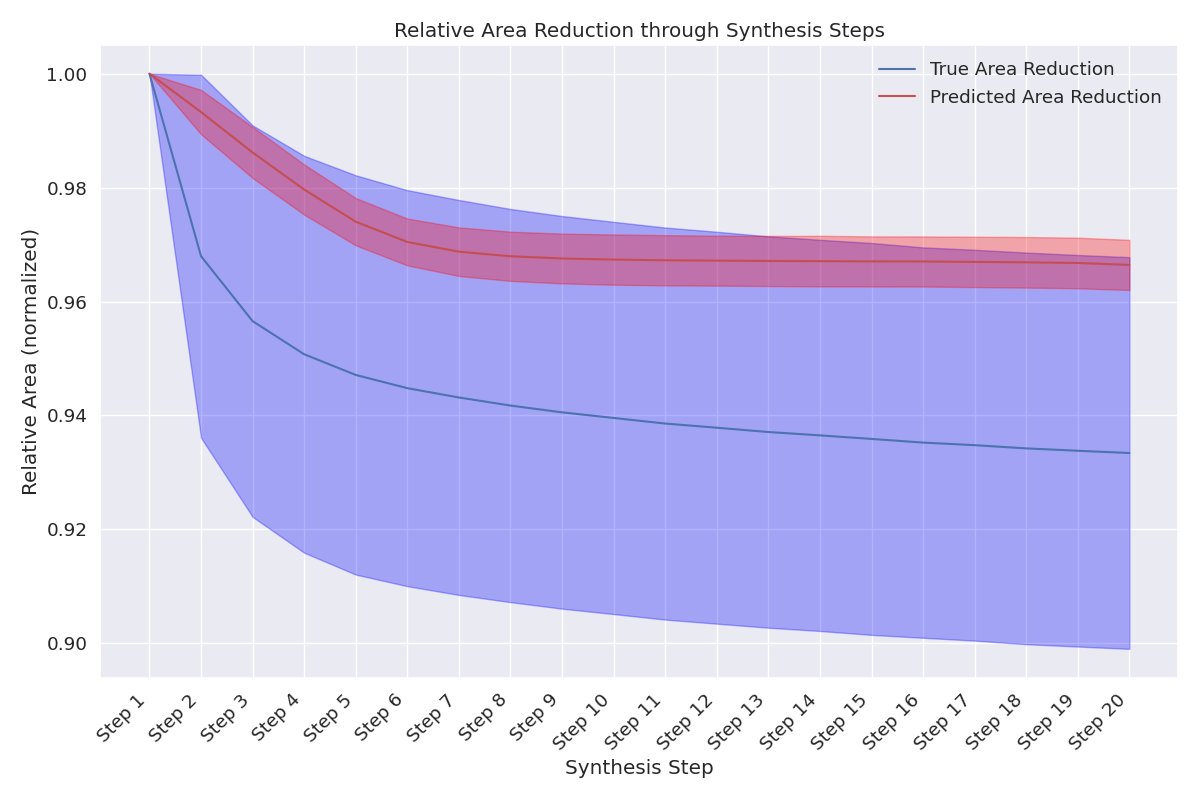 Relative Area Reduction through Synthesis Steps
True Area Reduction
Predicted Area Reduction
Relative Area (normalized)
1.00
0.98
0.96
0.94
0.92
0.90
Step 1
Step 2
Step 3
Step 4
Step 5
Step 6
Step 7
Step 8
Step 9
Step 10
Step 11
Step 12
Step 13
Step 14
Step 15
Step 16
Step 17
Step 18
Step 19
Step 20
Synthesis Step